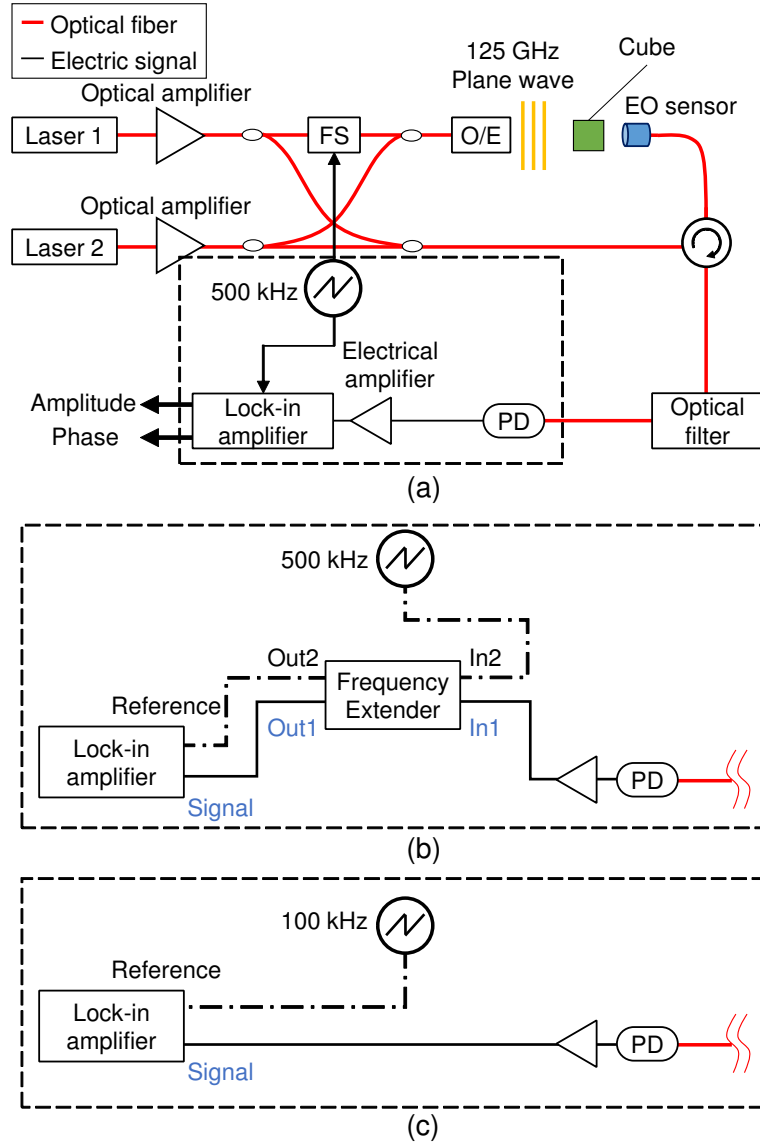 Optical fiber
Electric signal
125 GHz
Plane wave
Cube
Optical amplifier
EO sensor
Laser 1
FS
O/E
Optical amplifier
Laser 2
500 kHz
Electrical
amplifier
Amplitude
Phase
Lock-in
amplifier
PD
Optical
filter
(a)
500 kHz
Out2
In2
Frequency
Extender
Reference
Out1
In1
Lock-in
amplifier
PD
Signal
(b)
100 kHz
Reference
Lock-in
amplifier
PD
Signal
(c)